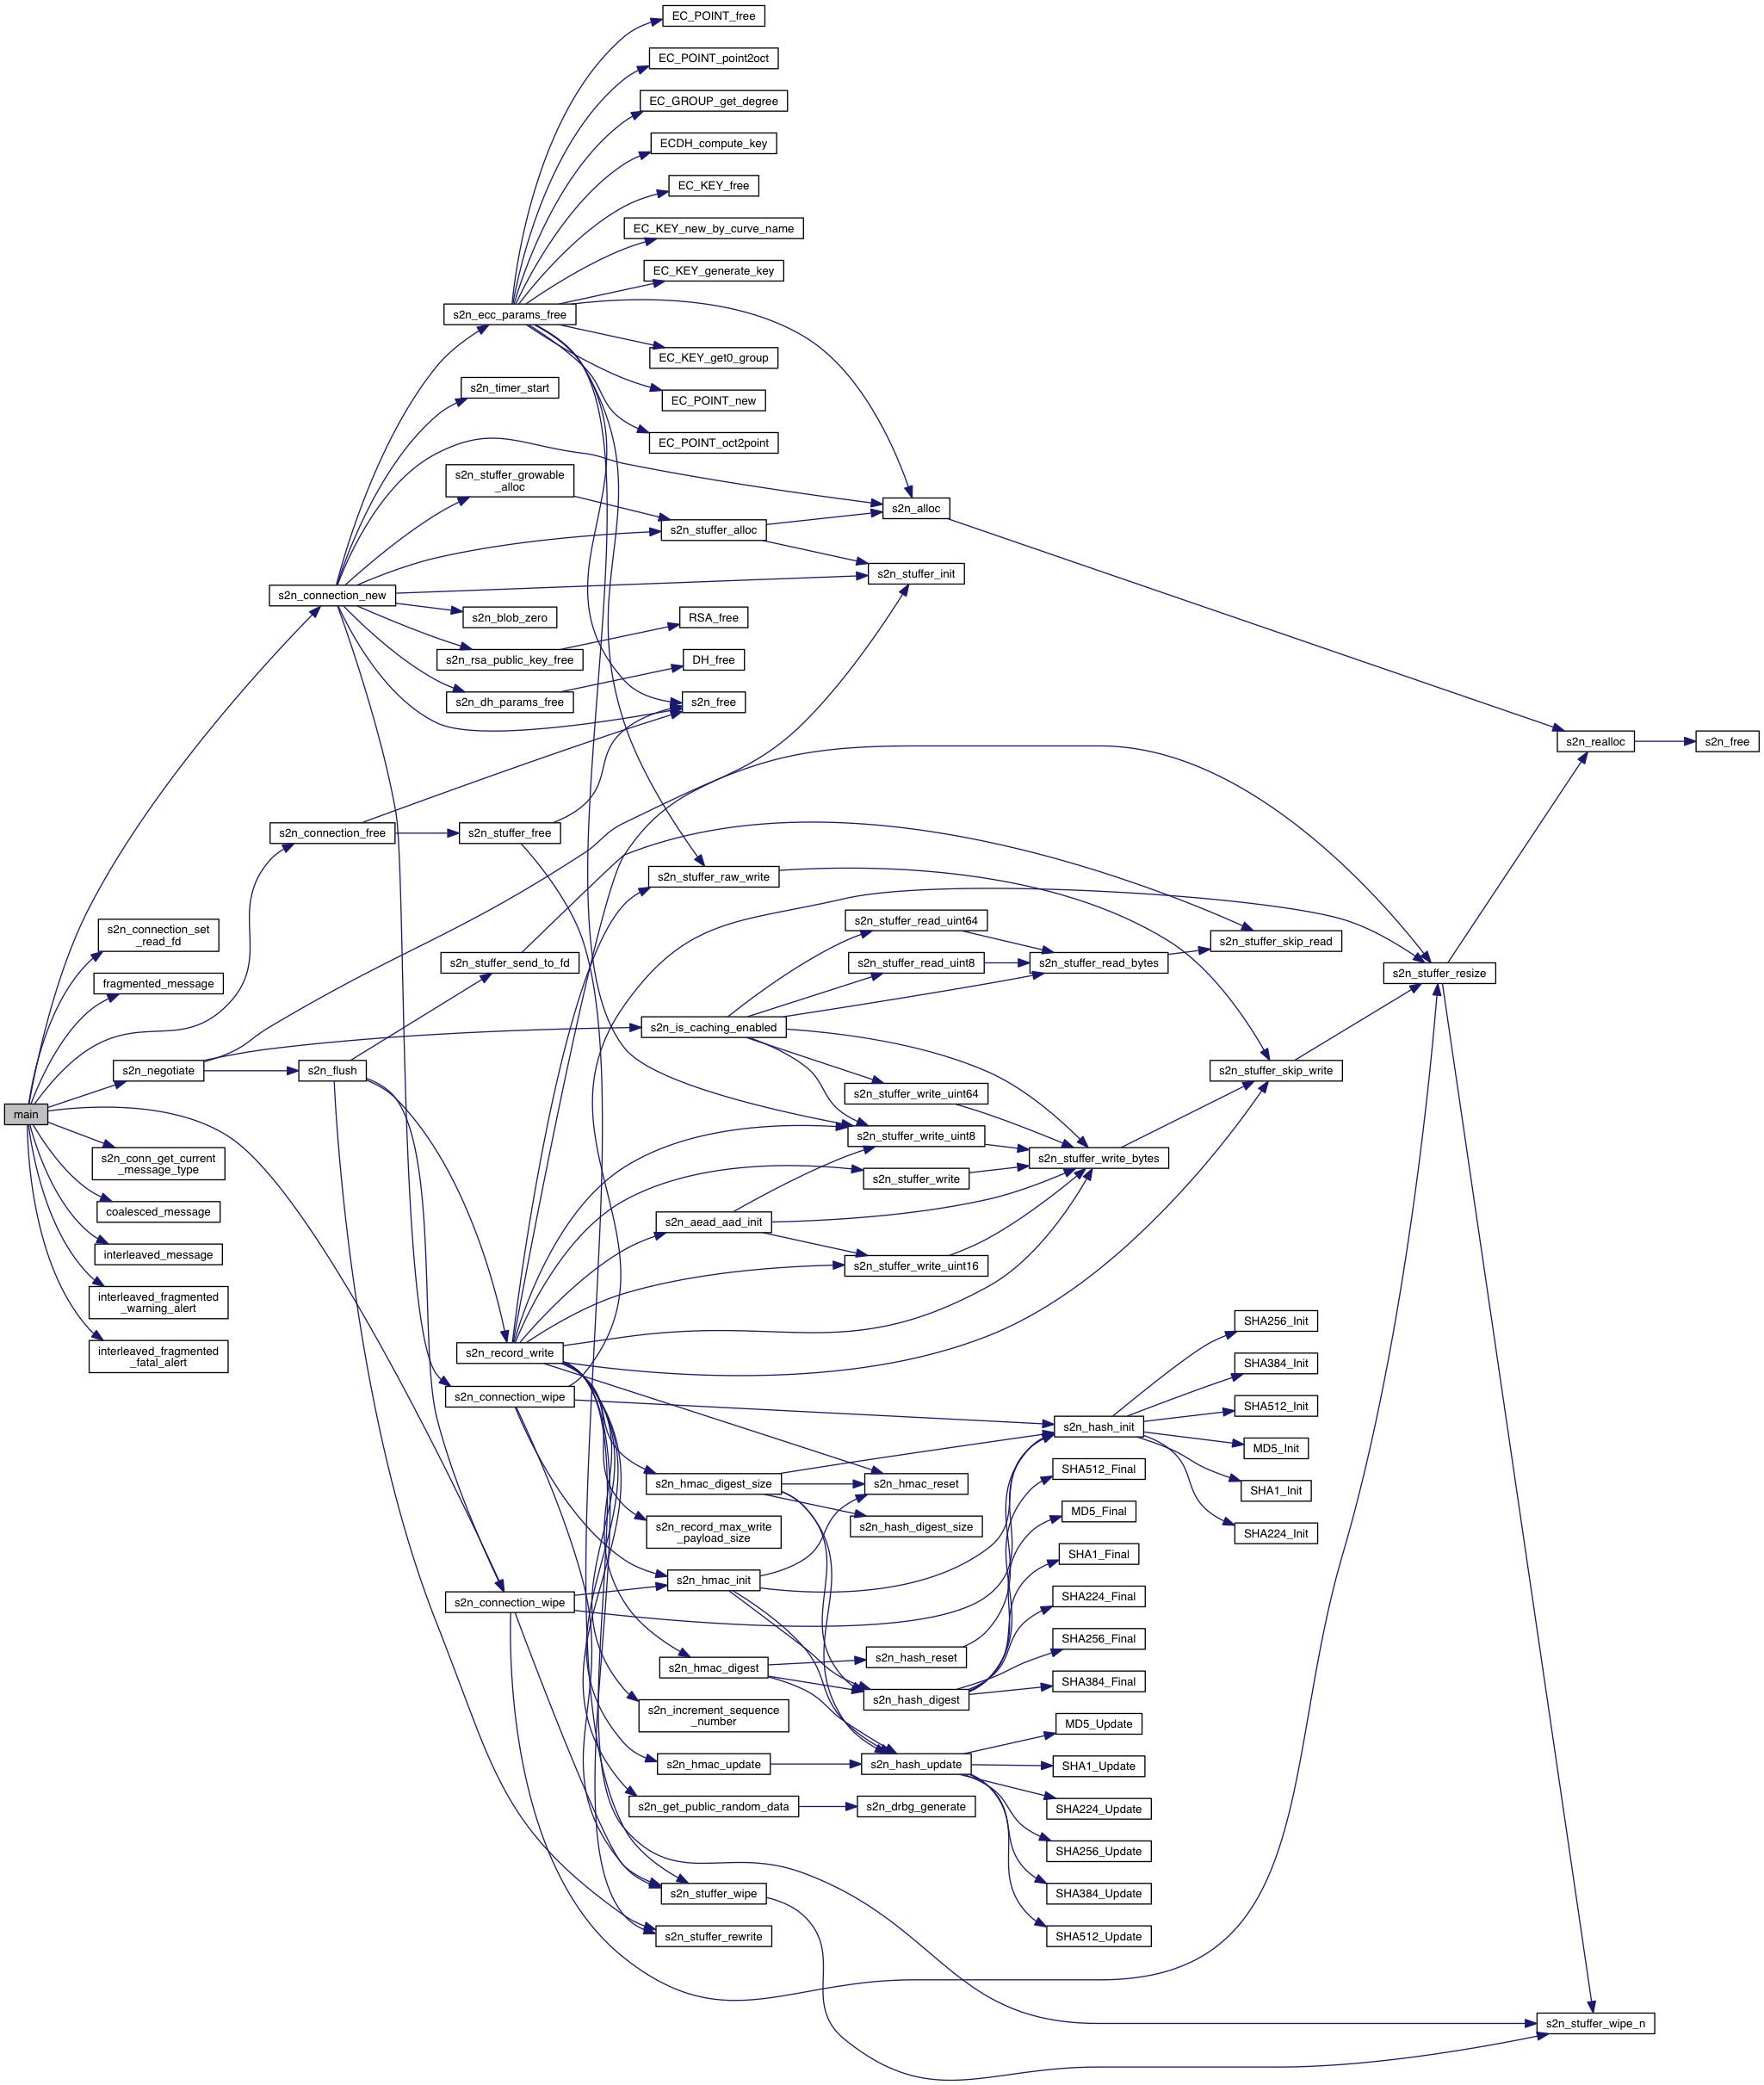 EC_POINT_free
EC_POINT_point2oct
EC_GROUP_get_degree
ECDH_compute_key
EC_KEY_free
EC_KEY_new_by_curve_name
EC_KEY_generate_key
s2n_ecc_params_free
EC_KEY_get0_group
s2n_timer_start
EC_POINT_new
EC_POINT_oct2point
s2n_stuffer_growable
_alloc
s2n_alloc
s2n_stuffer_alloc
s2n_stuffer_init
s2n_connection_new
s2n_blob_zero
RSA_free
s2n_rsa_public_key_free
DH_free
s2n_dh_params_free
s2n_free
s2n_realloc
s2n_free
s2n_connection_free
s2n_stuffer_free
s2n_stuffer_raw_write
s2n_connection_set
_read_fd
s2n_stuffer_read_uint64
s2n_stuffer_skip_read
s2n_stuffer_send_to_fd
s2n_stuffer_read_uint8
s2n_stuffer_read_bytes
s2n_stuffer_resize
fragmented_message
s2n_is_caching_enabled
s2n_negotiate
s2n_flush
s2n_stuffer_skip_write
s2n_stuffer_write_uint64
main
s2n_stuffer_write_uint8
s2n_conn_get_current
_message_type
s2n_stuffer_write_bytes
s2n_stuffer_write
coalesced_message
s2n_aead_aad_init
interleaved_message
s2n_stuffer_write_uint16
interleaved_fragmented
_warning_alert
SHA256_Init
interleaved_fragmented
_fatal_alert
s2n_record_write
SHA384_Init
s2n_connection_wipe
SHA512_Init
s2n_hash_init
MD5_Init
SHA512_Final
s2n_hmac_digest_size
s2n_hmac_reset
SHA1_Init
MD5_Final
s2n_record_max_write
_payload_size
s2n_hash_digest_size
SHA224_Init
SHA1_Final
s2n_hmac_init
SHA224_Final
s2n_connection_wipe
SHA256_Final
s2n_hash_reset
s2n_hmac_digest
SHA384_Final
s2n_hash_digest
s2n_increment_sequence
_number
MD5_Update
s2n_hmac_update
s2n_hash_update
SHA1_Update
s2n_get_public_random_data
s2n_drbg_generate
SHA224_Update
SHA256_Update
s2n_stuffer_wipe
SHA384_Update
s2n_stuffer_rewrite
SHA512_Update
s2n_stuffer_wipe_n